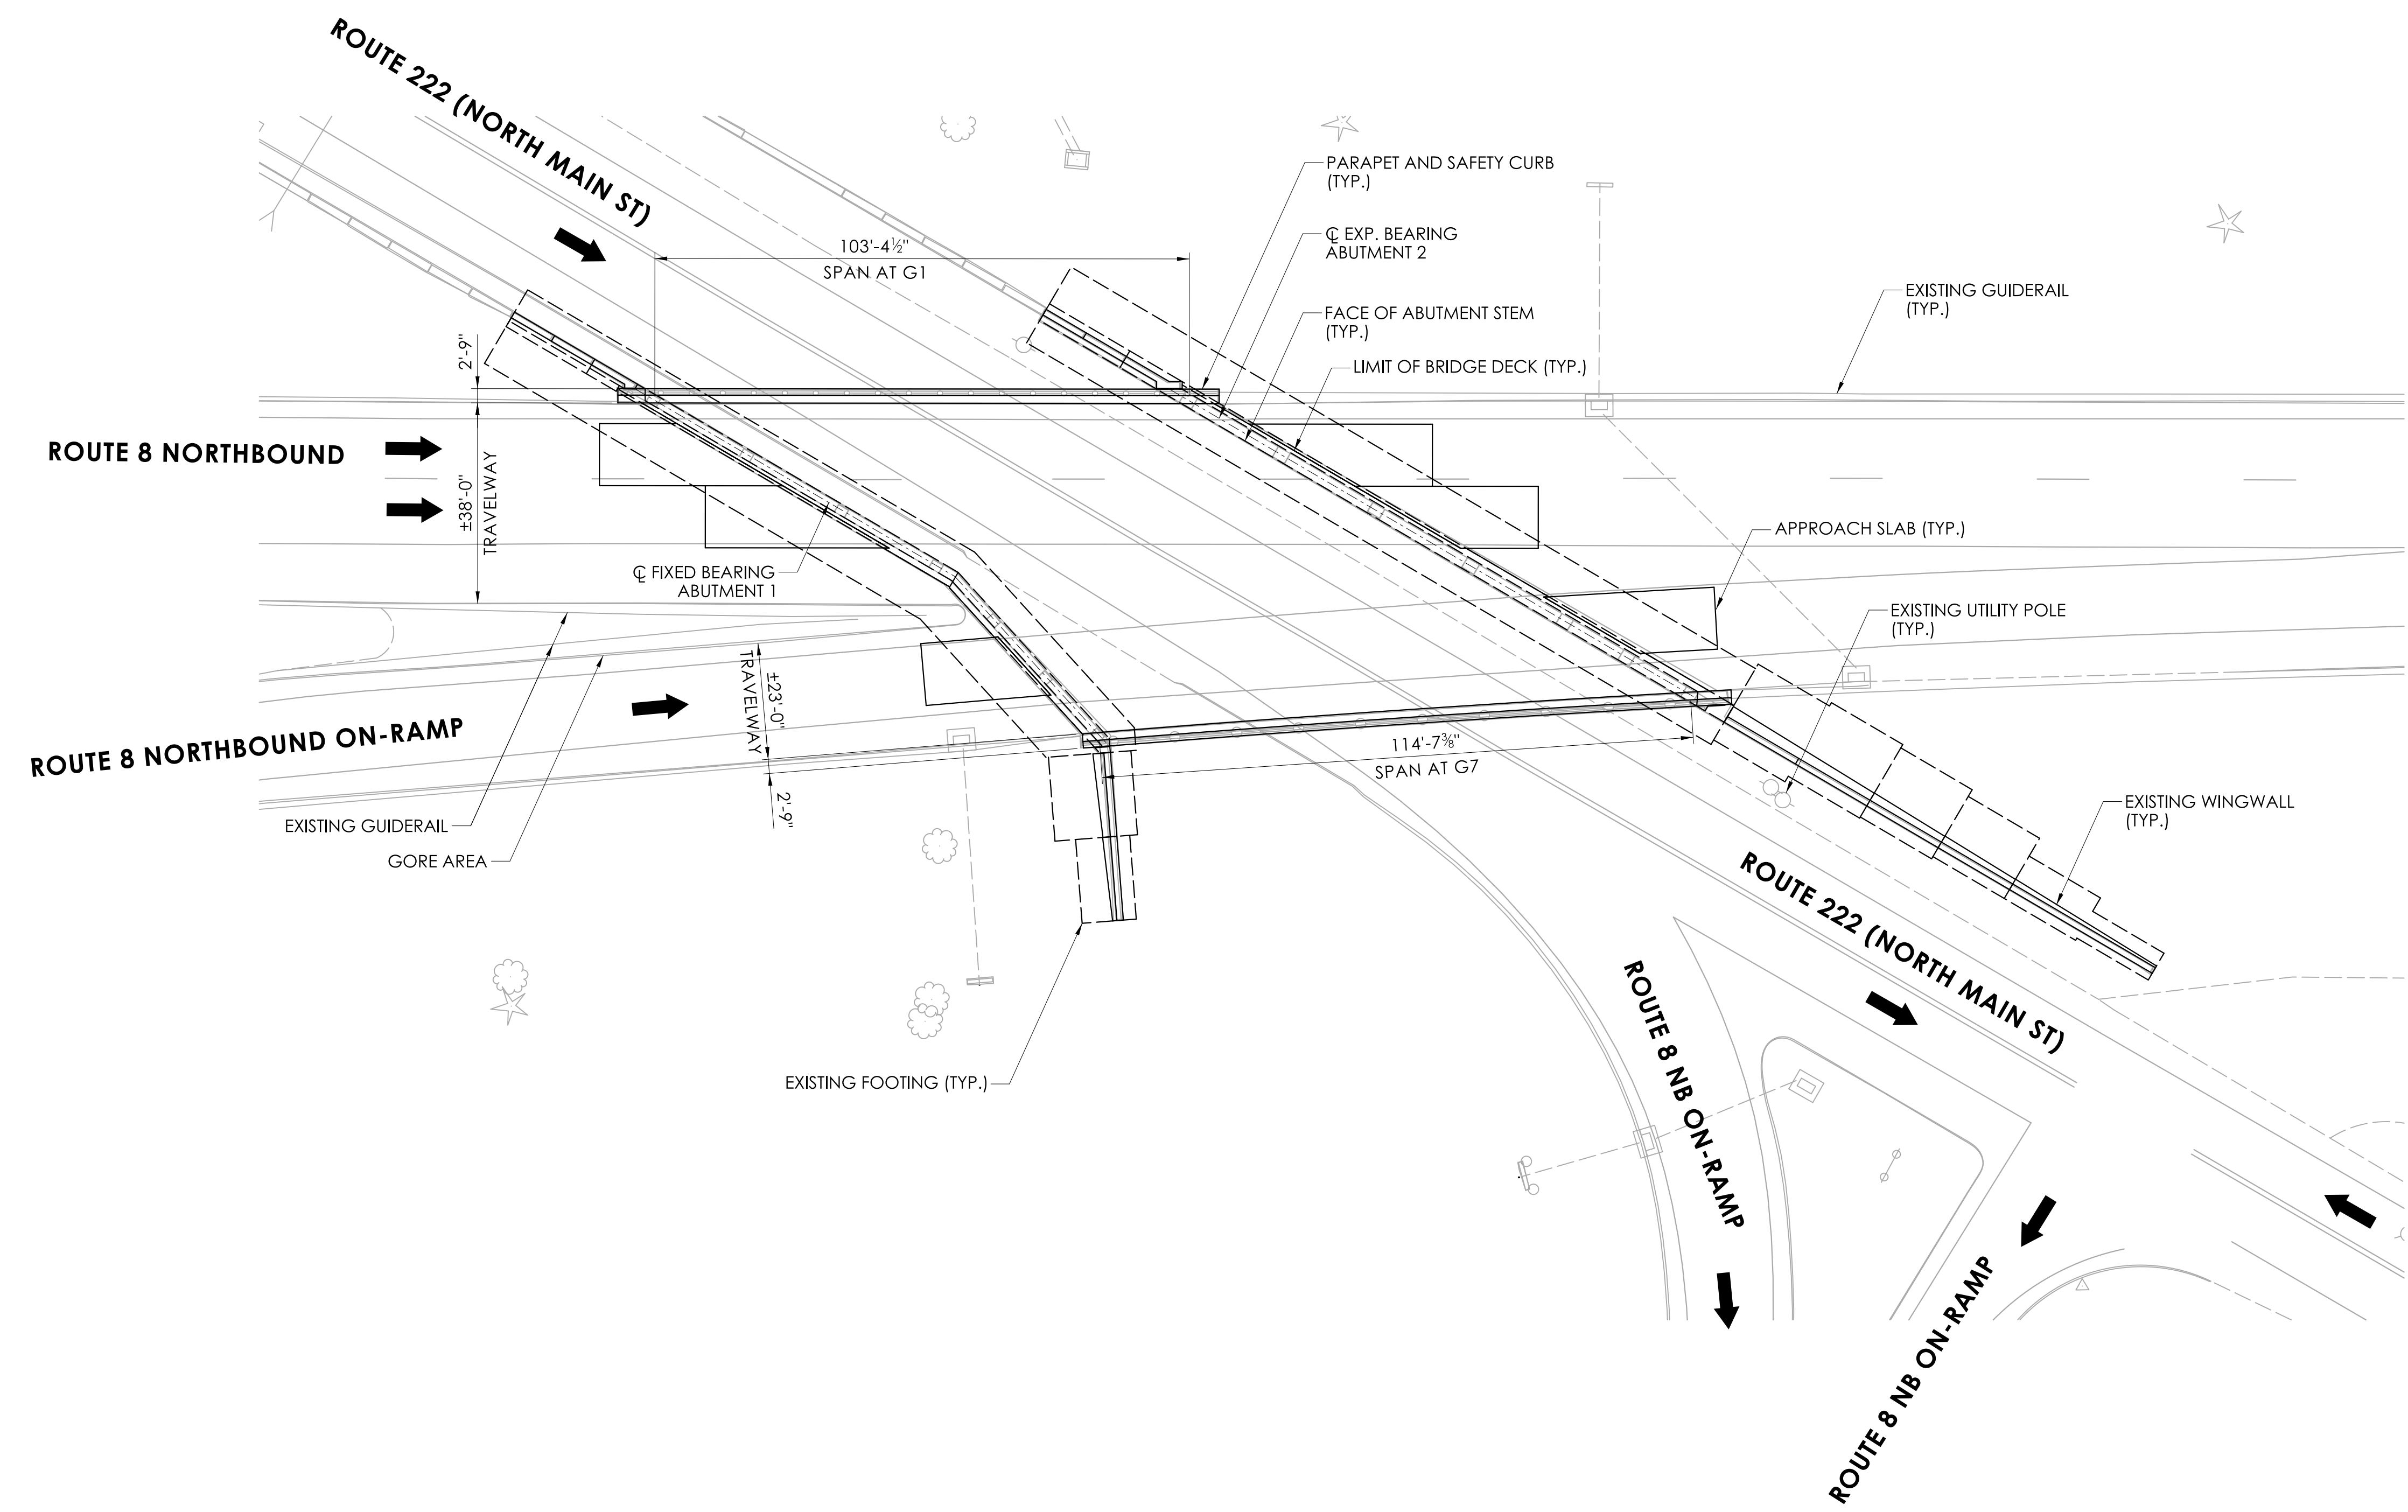 ROUTE 222 (NORTH MAIN ST)
PARAPET AND SAFETY CURB
(TYP.)
103'-4½"
SPAN AT G1
℄ EXP. BEARING
ABUTMENT 2
EXISTING GUIDERAIL
(TYP.)
FACE OF ABUTMENT STEM
(TYP.)
2'-9"
LIMIT OF BRIDGE DECK (TYP.)
ROUTE 8 NORTHBOUND
±38'-0"
TRAVELWAY
APPROACH SLAB (TYP.)
℄ FIXED BEARING
ABUTMENT 1
EXISTING UTILITY POLE
(TYP.)
±23'-0"
TRAVELWAY
ROUTE 8 NORTHBOUND ON-RAMP
114'-7⅜"
SPAN AT G7
2'-9"
EXISTING WINGWALL
(TYP.)
EXISTING GUIDERAIL
GORE AREA
ROUTE 222 (NORTH MAIN ST)
EXISTING FOOTING (TYP.)
ROUTE 8 NB ON-RAMP
ROUTE 8 NB ON-RAMP